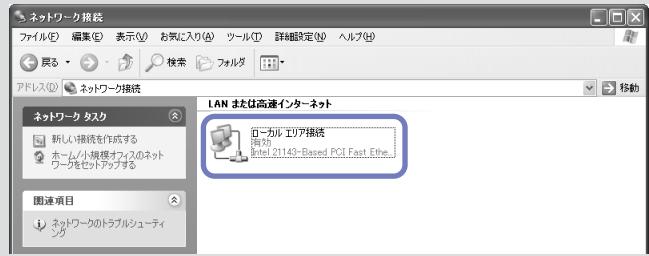 ネットワーク接続
ファイル(F) 編集(E) 表示(V) お気に入り(A) ツール(T) 詳細設定(N) ヘルプ(H)
戻る 検索 フォルダ
アドレス(D) ネットワーク接続 移動
LAN または高速インターネット
ネットワーク タスク
新しい接続を作成する
ホーム/小規模オフィスのネット
ワークをセットアップする
ローカル エリア接続
有効
Intel 21143-Based PCI Fast Ethe...
関連項目
ネットワークのトラブルシューティ
ング